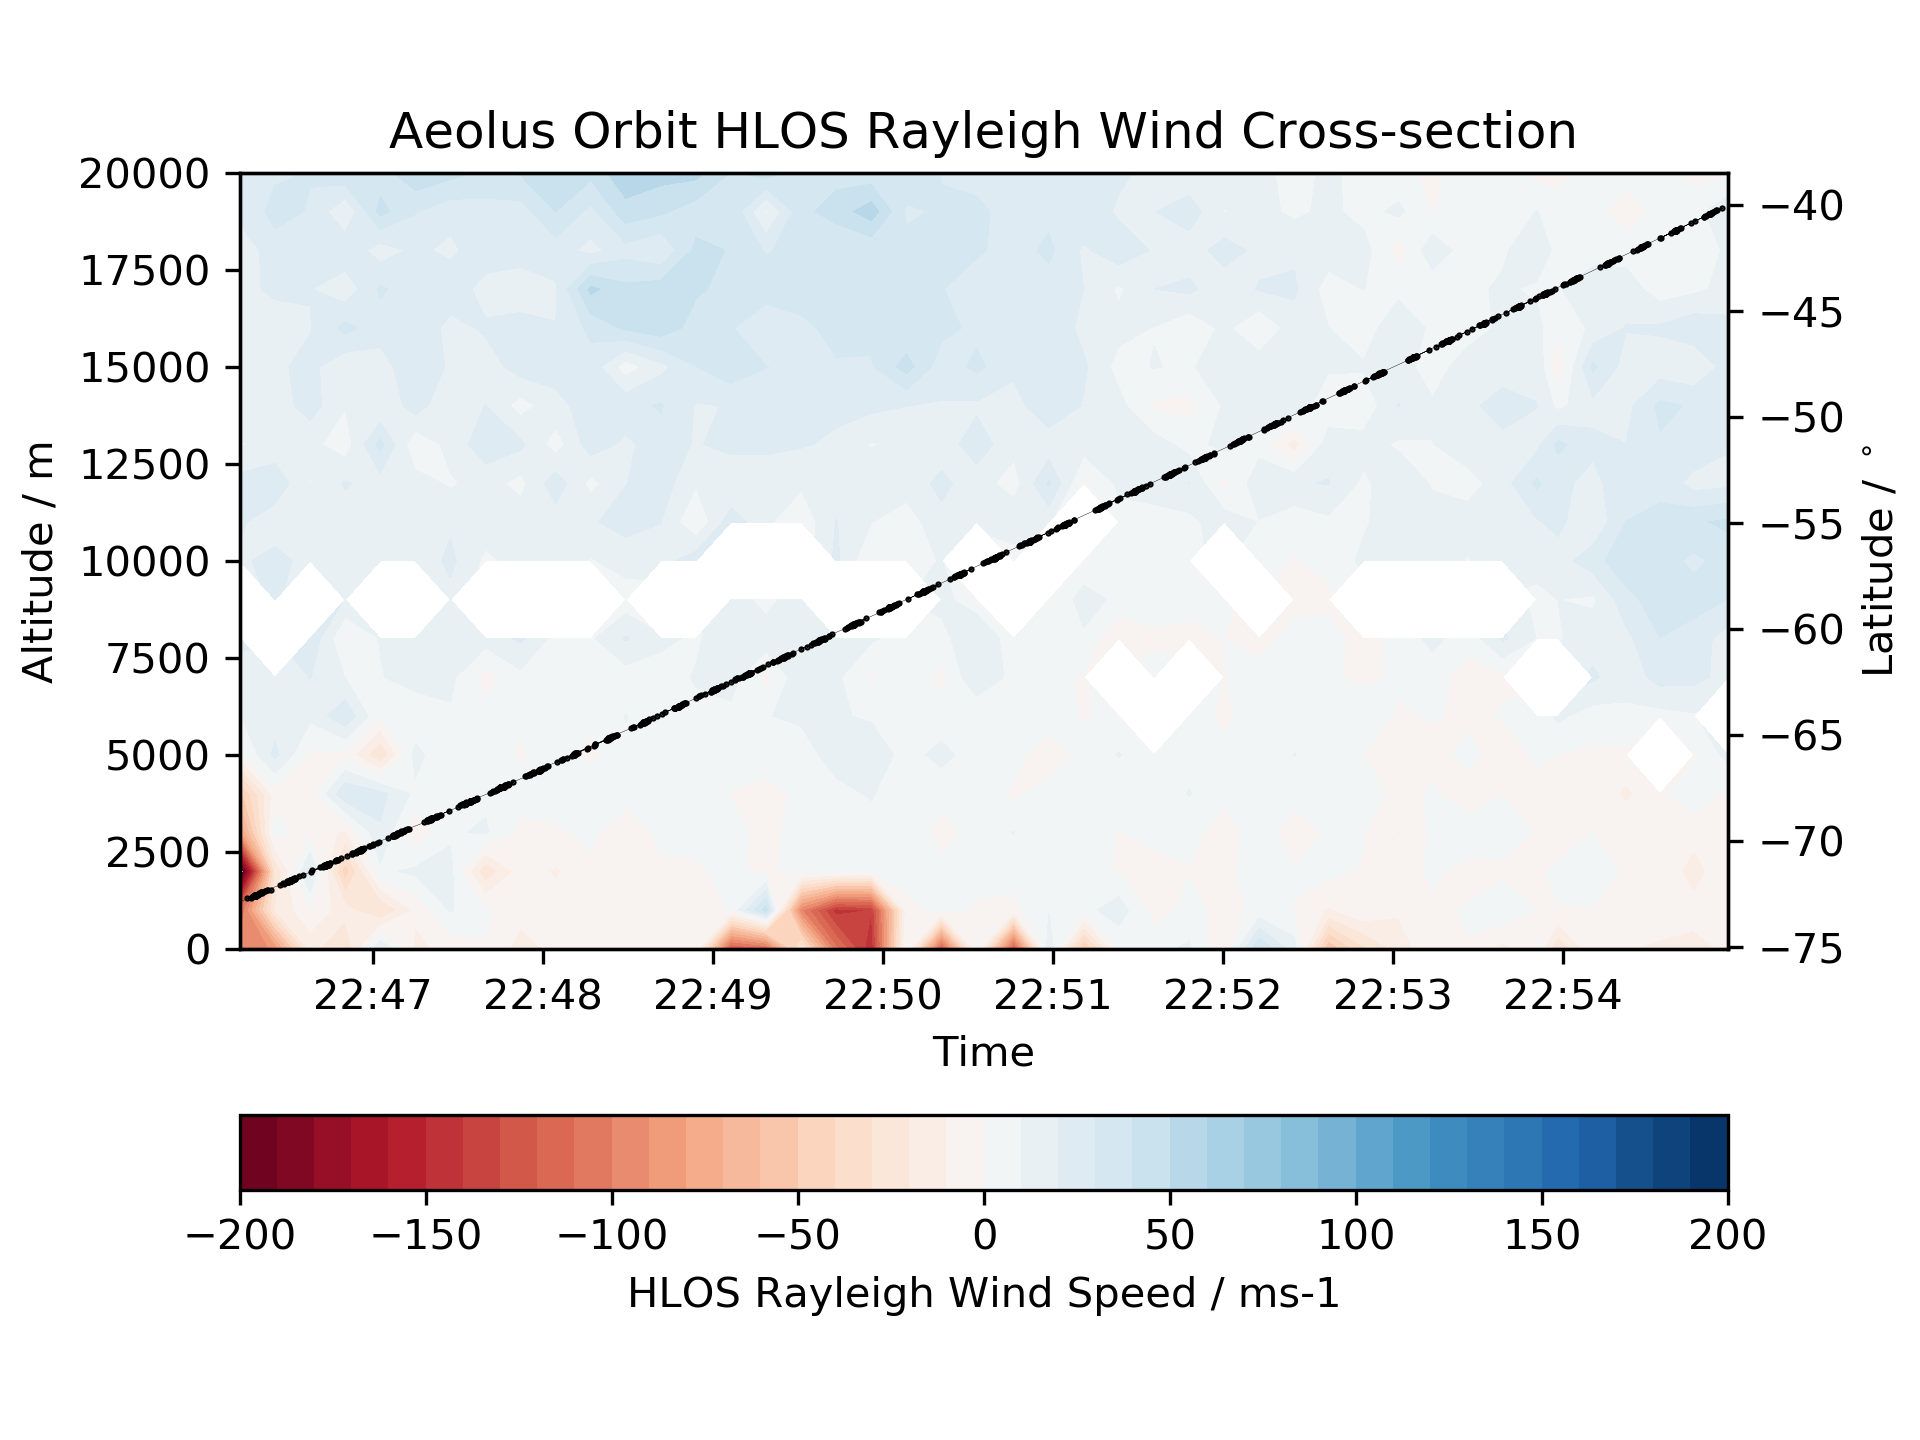 Aeolus Orbit HLOS Rayleigh Wind Cross-section
20000
17500
15000
12500
10000
7500
5000
2500
0
Altitude / m
−40
−45
−50
−55
−60
−65
−70
−75
Latitude / °
22:47 22:48 22:49 22:50 22:51 22:52 22:53 22:54
Time
−200 −150 −100 −50 0 50 100 150 200
HLOS Rayleigh Wind Speed / ms-1